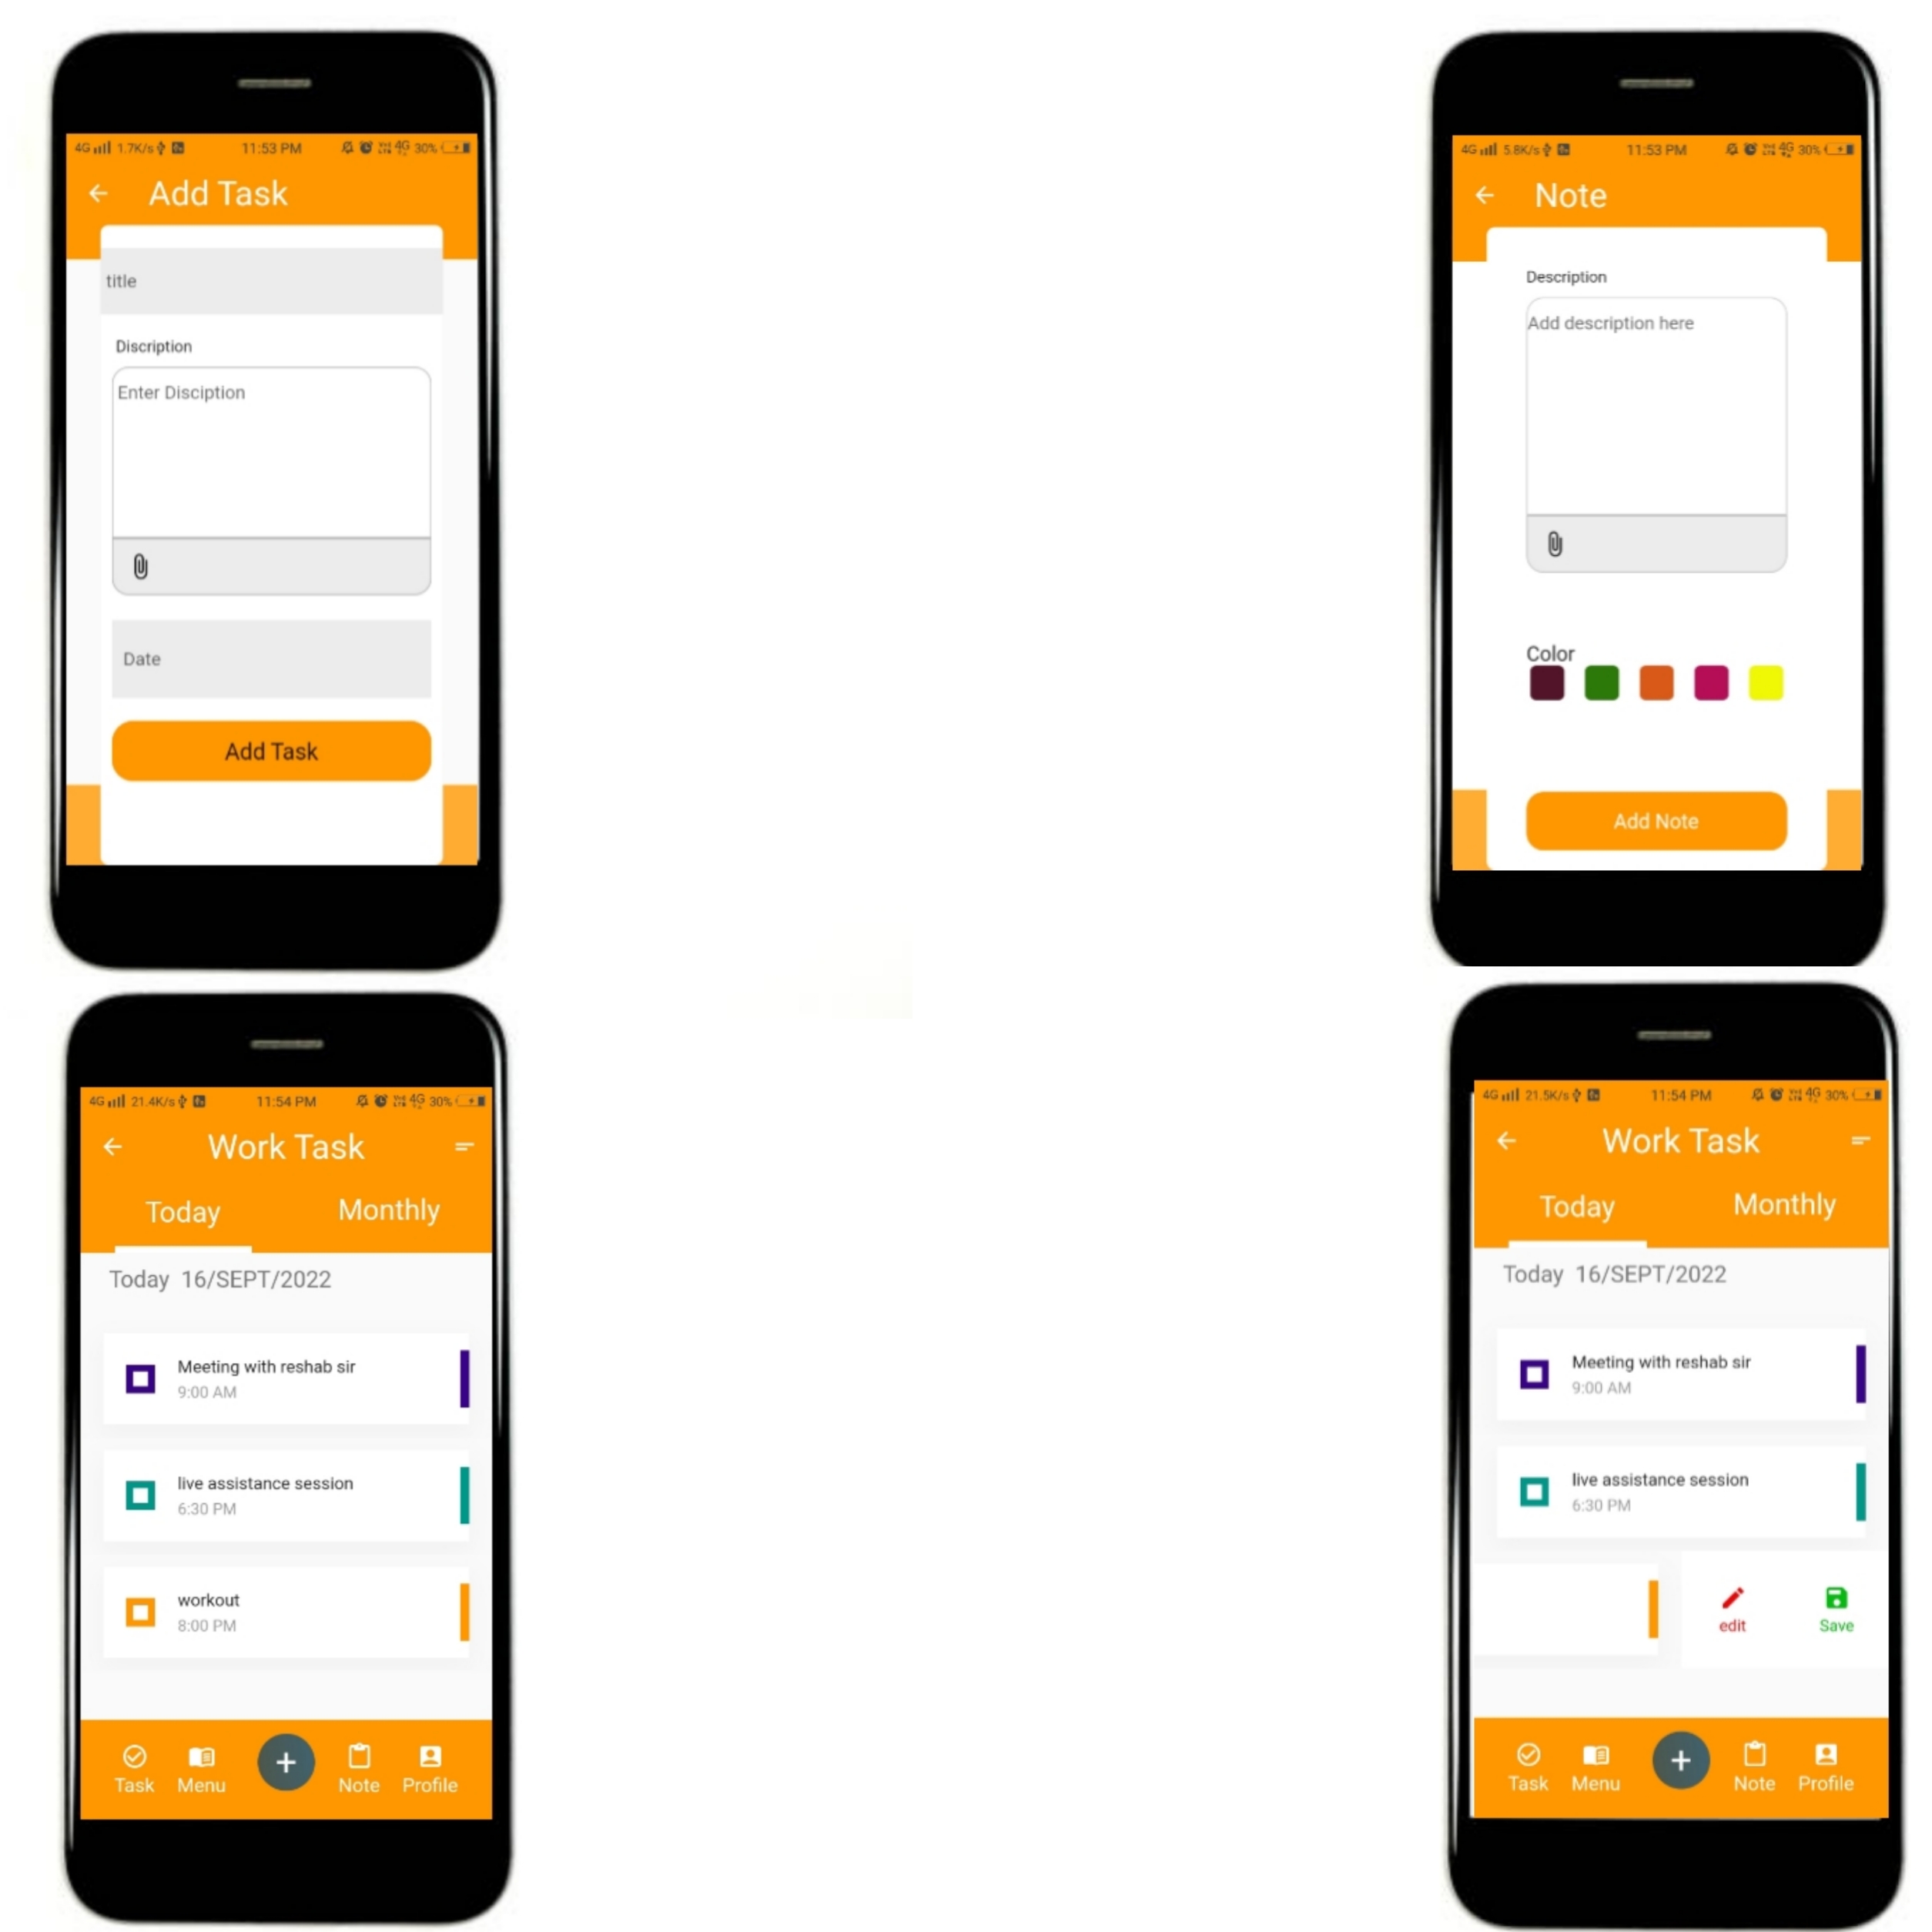 4G 1.7K/s 11:53 PM 4G 30%
Add Task
title
Discription
Enter Disciption
Date
Add Task
4G 5.8K/s 11:53 PM 4G 30%
Note
Description
Add description here
Color
Add Note
4G 21.4K/s 11:54 PM 4G 30%
Work Task
Today Monthly
Today 16/SEPT/2022
Meeting with reshab sir
9:00 AM
live assistance session
6:30 PM
workout
8:00 PM
Task Menu + Note Profile
4G 21.5K/s 11:54 PM 4G 30%
Work Task
Today Monthly
Today 16/SEPT/2022
Meeting with reshab sir
9:00 AM
live assistance session
6:30 PM
edit Save
Task Menu + Note Profile